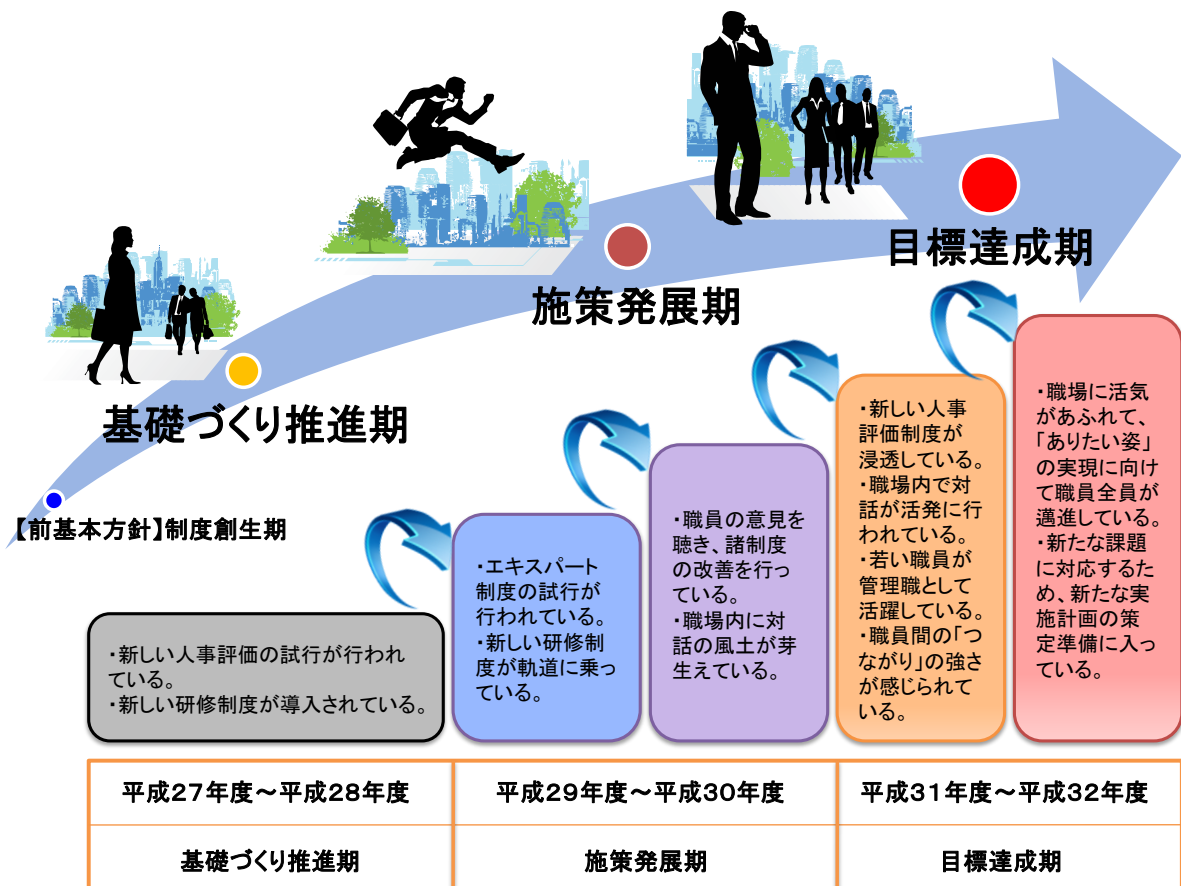 目標達成期
施策発展期
基礎づくり推進期
【前基本方針】制度創生期
・新しい人事評価の試行が行われ
ている。
・新しい研修制度が導入されている。
・エキスパート
制度の試行が
行われている。
・新しい研修制
度が軌道に乗っ
ている。
・職員の意見を
聴き、諸制度
の改善を行っ
ている。
・職場内に対
話の風土が芽
生えている。
・新しい人事
評価制度が
浸透している。
・職場内で対
話が活発に行
われている。
・若い職員が
管理職として
活躍している。
・職員間の「つ
ながり」の強さ
が感じられて
いる。
・職場に活気
があふれて、
「ありたい姿」
の実現に向け
て職員全員が
邁進している。
・新たな課題
に対応するた
め、新たな実
施計画の策
定準備に入っ
ている。
平成27年度～平成28年度
平成29年度～平成30年度
平成31年度～平成32年度
基礎づくり推進期
施策発展期
目標達成期